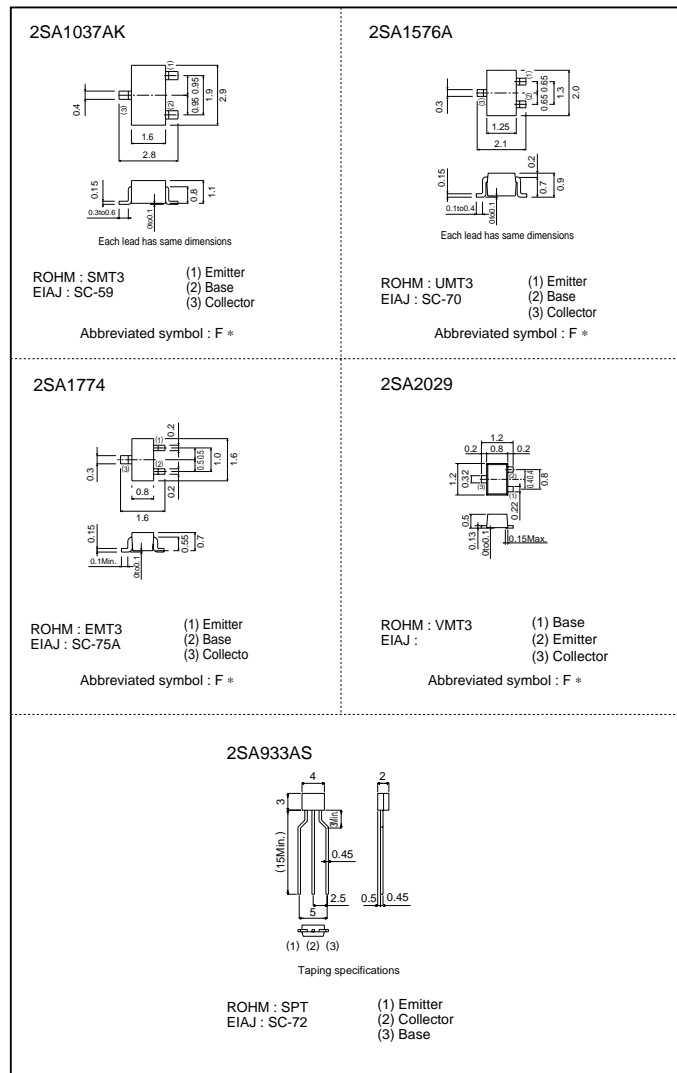 2SA1037AK
(1)
(2)
(3)
0.4
0.95 0.95
1.9
2.9
1.6
2.8
0.15
0.3to0.6
0to0.1
0.8
1.1
Each lead has same dimensions
ROHM : SMT3
EIAJ : SC-59
(1) Emitter
(2) Base
(3) Collector
Abbreviated symbol : F *
2SA1576A
(1)
(2)
(3)
0.3
0.65 0.65
1.3
2.0
1.25
2.1
0.15
0.1to0.4
0to0.1
0.2
0.7
0.9
Each lead has same dimensions
ROHM : UMT3
EIAJ : SC-70
(1) Emitter
(2) Base
(3) Collector
Abbreviated symbol : F *
2SA1774
(1)
(2)
(3)
0.3
0.2
0.5 0.5
1.0
1.6
0.2
0.8
1.6
0.15
0.1Min.
0to0.1
0.55
0.7
ROHM : EMT3
EIAJ : SC-75A
(1) Emitter
(2) Base
(3) Collecto
Abbreviated symbol : F *
2SA2029
1.2
0.2 0.8 0.2
1.2
0.32
(3)
(2)
(1)
0.4 0.4
0.8
0.22
0.5
0.13
0to0.1
0.15Max.
ROHM : VMT3
EIAJ :
(1) Base
(2) Emitter
(3) Collector
Abbreviated symbol : F *
2SA933AS
4
2
3
3Min.
(15Min.)
0.45
2.5
5
0.5 0.45
(1) (2) (3)
Taping specifications
ROHM : SPT
EIAJ : SC-72
(1) Emitter
(2) Collector
(3) Base